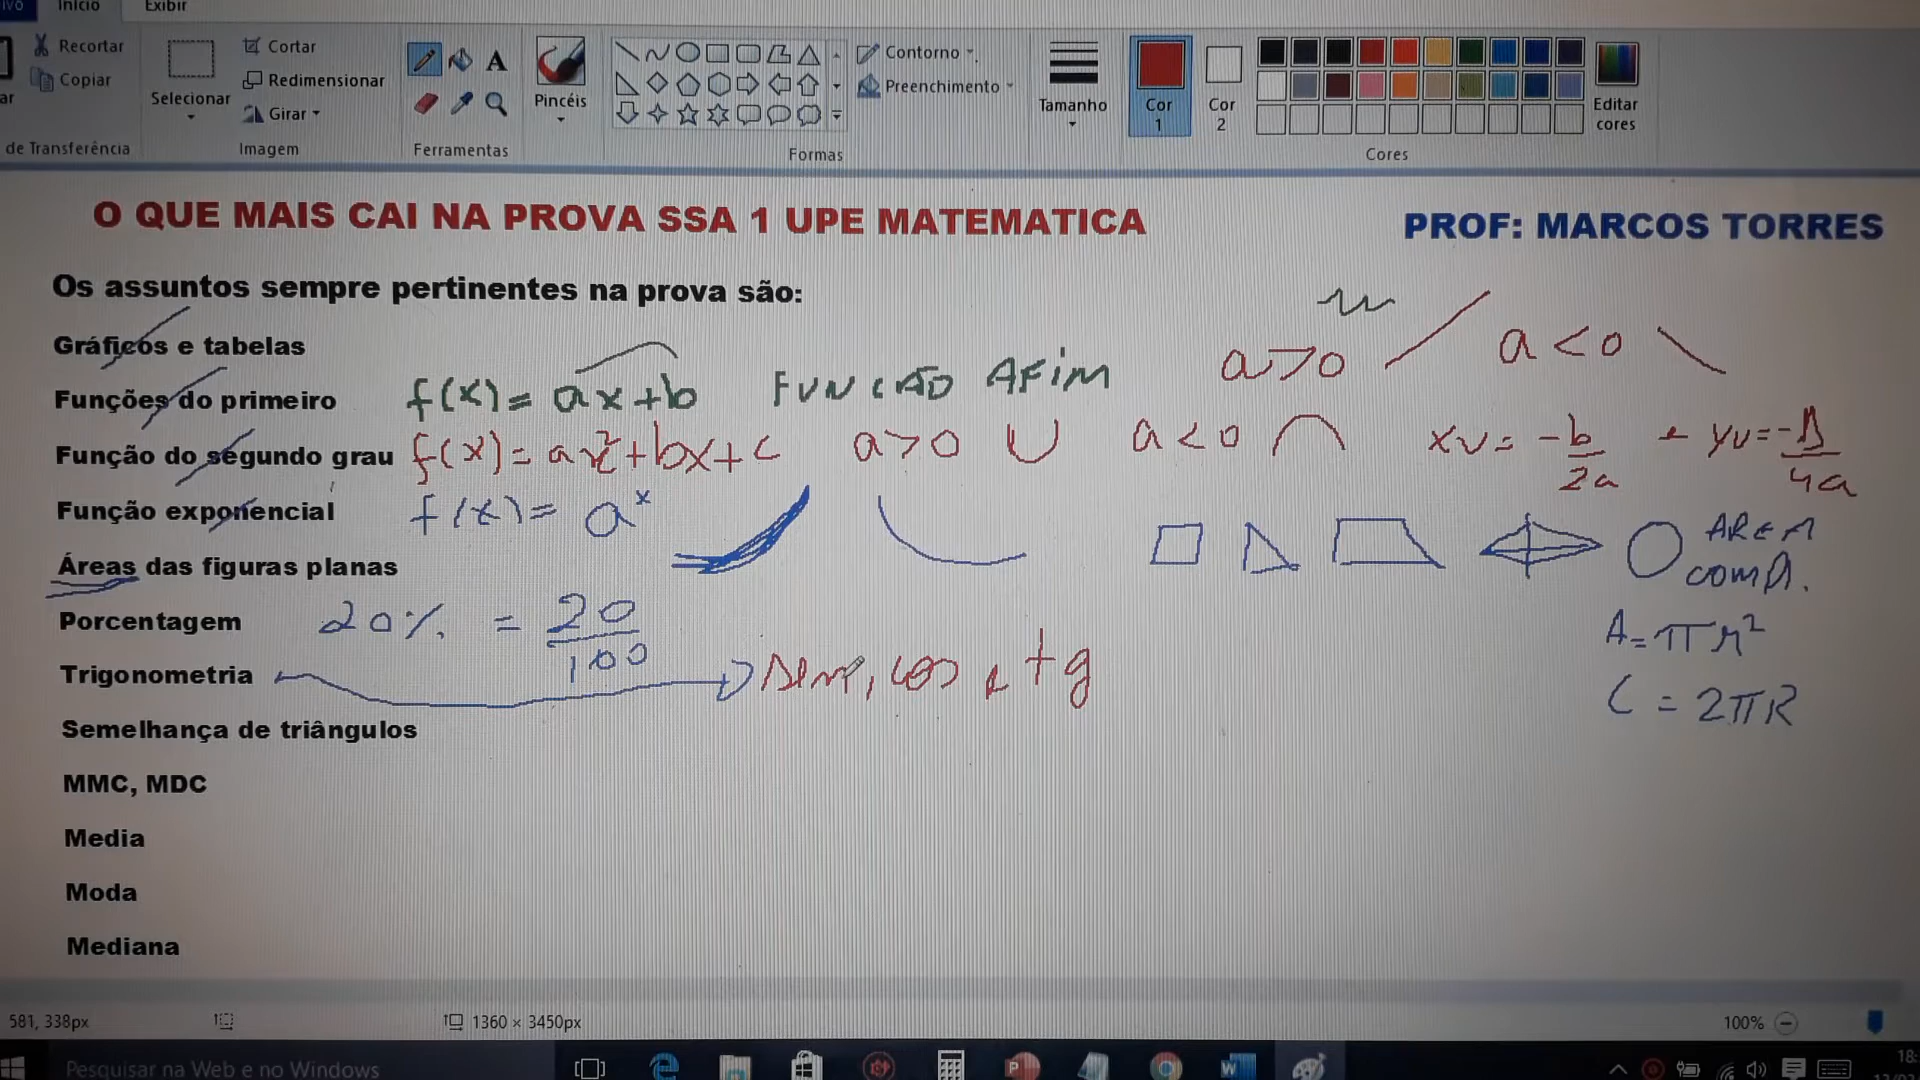 Início Exibir
Recortar
Copiar
de Transferência
Selecionar
Cortar
Redimensionar
Girar
Imagem
A
Ferramentas
Pincéis
Formas
Contorno
Preenchimento
Tamanho
Cor 1
Cor 2
Editar cores
Cores
O QUE MAIS CAI NA PROVA SSA 1 UPE MATEMATICA PROF: MARCOS TORRES
Os assuntos sempre pertinentes na prova são:
Gráficos e tabelas a>0 a<0
Funções do primeiro f(x)= ax+b FUNCÃO AFIM
Função do segundo grau f(x)= ax²+bx+c a>0 a<0 xv= -b/2a e yv= -Δ/4a
Função exponencial f(x)= aˣ
Áreas das figuras planas AREA
Porcentagem 20% = 20/100 A=πr²
Trigonometria sen, cos e tg C = 2πR
Semelhança de triângulos
MMC, MDC
Media
Moda
Mediana
581, 338px 1360 × 3450px 100%
Pesquisar na Web e no Windows